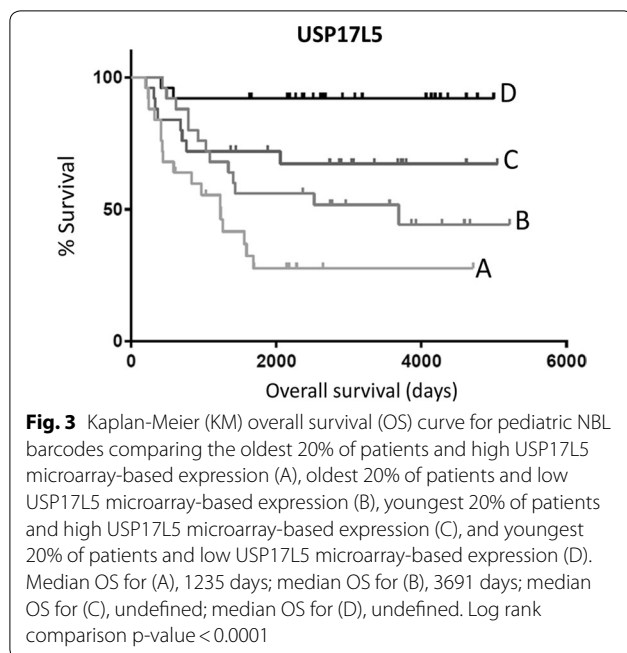 USP17L5
100
50
0
% Survival
D
C
B
A
0 2000 4000 6000
Overall survival (days)
Fig. 3 Kaplan-Meier (KM) overall survival (OS) curve for pediatric NBL
barcodes comparing the oldest 20% of patients and high USP17L5
microarray-based expression (A), oldest 20% of patients and low
USP17L5 microarray-based expression (B), youngest 20% of patients
and high USP17L5 microarray-based expression (C), and youngest
20% of patients and low USP17L5 microarray-based expression (D).
Median OS for (A), 1235 days; median OS for (B), 3691 days; median
OS for (C), undefined; median OS for (D), undefined. Log rank
comparison p-value < 0.0001